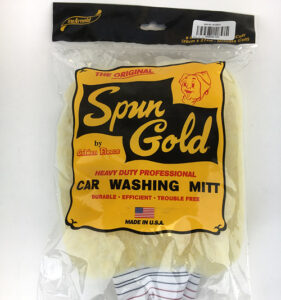 THE ORIGINAL
Spun
by
Gold
HEAVY DUTY PROFESSIONAL
CAR WASHING MITT
DURABLE • EFFICIENT • TROUBLE FREE
MADE IN U.S.A.